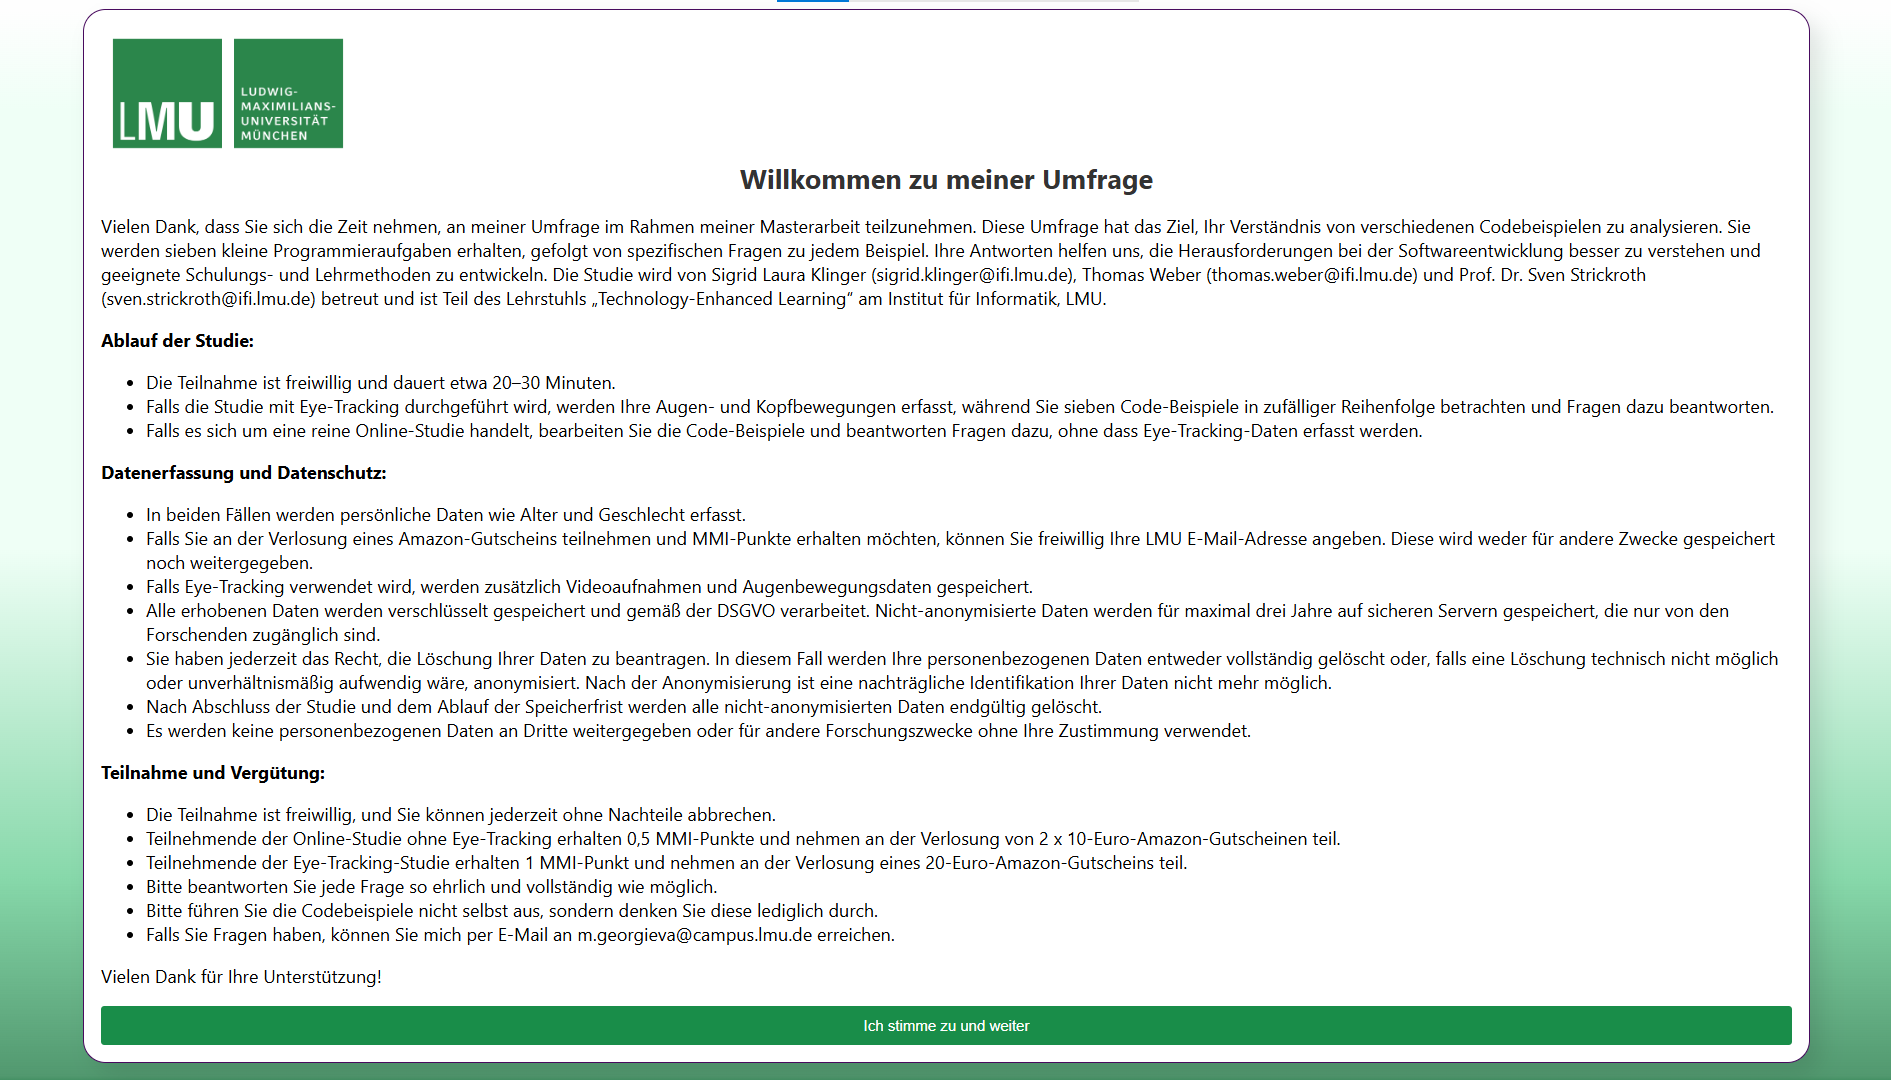 LMU
LUDWIG-
MAXIMILIANS-
UNIVERSITÄT
MÜNCHEN
Willkommen zu meiner Umfrage
Vielen Dank, dass Sie sich die Zeit nehmen, an meiner Umfrage im Rahmen meiner Masterarbeit teilzunehmen. Diese Umfrage hat das Ziel, Ihr Verständnis von verschiedenen Codebeispielen zu analysieren. Sie
werden sieben kleine Programmieraufgaben erhalten, gefolgt von spezifischen Fragen zu jedem Beispiel. Ihre Antworten helfen uns, die Herausforderungen bei der Softwareentwicklung besser zu verstehen und
geeignete Schulungs- und Lehrmethoden zu entwickeln. Die Studie wird von Sigrid Laura Klinger (sigrid.klinger@ifi.lmu.de), Thomas Weber (thomas.weber@ifi.lmu.de) und Prof. Dr. Sven Strickroth
(sven.strickroth@ifi.lmu.de) betreut und ist Teil des Lehrstuhls „Technology-Enhanced Learning“ am Institut für Informatik, LMU.
Ablauf der Studie:
• Die Teilnahme ist freiwillig und dauert etwa 20–30 Minuten.
• Falls die Studie mit Eye-Tracking durchgeführt wird, werden Ihre Augen- und Kopfbewegungen erfasst, während Sie sieben Code-Beispiele in zufälliger Reihenfolge betrachten und Fragen dazu beantworten.
• Falls es sich um eine reine Online-Studie handelt, bearbeiten Sie die Code-Beispiele und beantworten Fragen dazu, ohne dass Eye-Tracking-Daten erfasst werden.
Datenerfassung und Datenschutz:
• In beiden Fällen werden persönliche Daten wie Alter und Geschlecht erfasst.
• Falls Sie an der Verlosung eines Amazon-Gutscheins teilnehmen und MMI-Punkte erhalten möchten, können Sie freiwillig Ihre LMU E-Mail-Adresse angeben. Diese wird weder für andere Zwecke gespeichert
noch weitergegeben.
• Falls Eye-Tracking verwendet wird, werden zusätzlich Videoaufnahmen und Augenbewegungsdaten gespeichert.
• Alle erhobenen Daten werden verschlüsselt gespeichert und gemäß der DSGVO verarbeitet. Nicht-anonymisierte Daten werden für maximal drei Jahre auf sicheren Servern gespeichert, die nur von den
Forschenden zugänglich sind.
• Sie haben jederzeit das Recht, die Löschung Ihrer Daten zu beantragen. In diesem Fall werden Ihre personenbezogenen Daten entweder vollständig gelöscht oder, falls eine Löschung technisch nicht möglich
oder unverhältnismäßig aufwendig wäre, anonymisiert. Nach der Anonymisierung ist eine nachträgliche Identifikation Ihrer Daten nicht mehr möglich.
• Nach Abschluss der Studie und dem Ablauf der Speicherfrist werden alle nicht-anonymisierten Daten endgültig gelöscht.
• Es werden keine personenbezogenen Daten an Dritte weitergegeben oder für andere Forschungszwecke ohne Ihre Zustimmung verwendet.
Teilnahme und Vergütung:
• Die Teilnahme ist freiwillig, und Sie können jederzeit ohne Nachteile abbrechen.
• Teilnehmende der Online-Studie ohne Eye-Tracking erhalten 0,5 MMI-Punkte und nehmen an der Verlosung von 2 x 10-Euro-Amazon-Gutscheinen teil.
• Teilnehmende der Eye-Tracking-Studie erhalten 1 MMI-Punkt und nehmen an der Verlosung eines 20-Euro-Amazon-Gutscheins teil.
• Bitte beantworten Sie jede Frage so ehrlich und vollständig wie möglich.
• Bitte führen Sie die Codebeispiele nicht selbst aus, sondern denken Sie diese lediglich durch.
• Falls Sie Fragen haben, können Sie mich per E-Mail an m.georgieva@campus.lmu.de erreichen.
Vielen Dank für Ihre Unterstützung!
Ich stimme zu und weiter